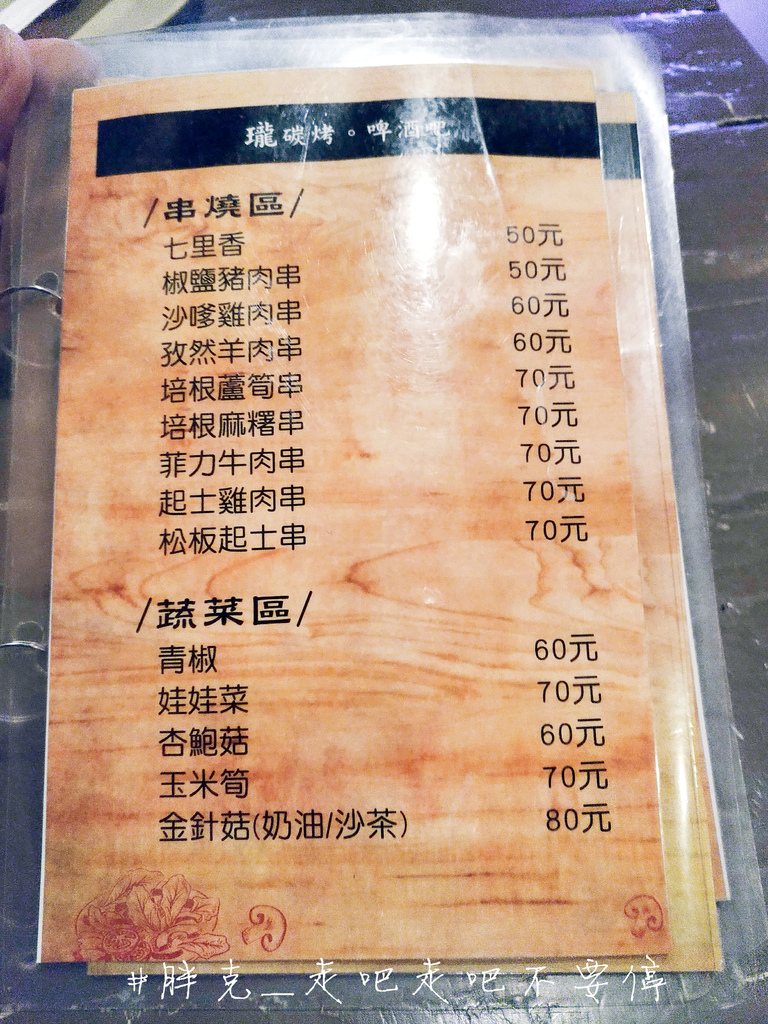 瓏碳烤。啤酒吧
/串燒區/
七里香 50元
椒鹽豬肉串 50元
沙嗲雞肉串 60元
孜然羊肉串 60元
培根蘆筍串 70元
培根麻糬串 70元
菲力牛肉串 70元
起士雞肉串 70元
松板起士串 70元
/蔬菜區/
青椒 60元
娃娃菜 70元
杏鮑菇 60元
玉米筍 70元
金針菇(奶油/沙茶) 80元
#胖克_走吧走吧不要停